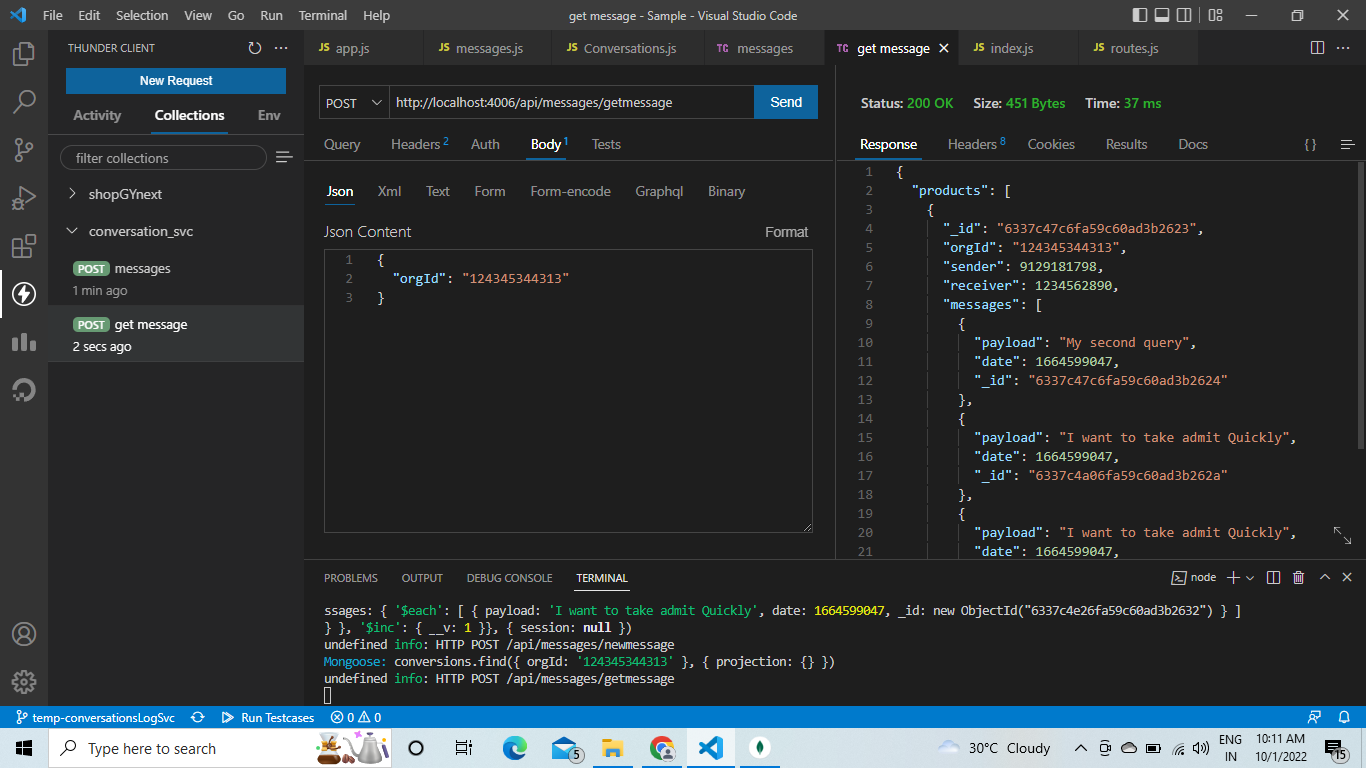 File Edit Selection View Go Run Terminal Help get message - Sample - Visual Studio Code
THUNDER CLIENT
New Request
Activity Collections Env
filter collections
shopGYnext
conversation_svc
POST messages
1 min ago
POST get message
2 secs ago
JS app.js JS messages.js JS Conversations.js TC messages TC get message JS index.js JS routes.js
POST http://localhost:4006/api/messages/getmessage Send
Query Headers 2 Auth Body 1 Tests
Json Xml Text Form Form-encode Graphql Binary
Json Content Format
1 {
2 "orgId": "124345344313"
3 }
Status: 200 OK Size: 451 Bytes Time: 37 ms
Response Headers 8 Cookies Results Docs { }
1 {
2 "products": [
3 {
4 "_id": "6337c47c6fa59c60ad3b2623",
5 "orgId": "124345344313",
6 "sender": 9129181798,
7 "receiver": 1234562890,
8 "messages": [
9 {
10 "payload": "My second query",
11 "date": 1664599047,
12 "_id": "6337c47c6fa59c60ad3b2624"
13 },
14 {
15 "payload": "I want to take admit Quickly",
16 "date": 1664599047,
17 "_id": "6337c4a06fa59c60ad3b262a"
18 },
19 {
20 "payload": "I want to take admit Quickly",
21 "date": 1664599047,
PROBLEMS OUTPUT DEBUG CONSOLE TERMINAL node
ssages: { '$each': [ { payload: 'I want to take admit Quickly', date: 1664599047, _id: new ObjectId("6337c4e26fa59c60ad3b2632") } ]
} }, '$inc': { __v: 1 }}, { session: null })
undefined info: HTTP POST /api/messages/newmessage
Mongoose: conversions.find({ orgId: '124345344313' }, { projection: {} })
undefined info: HTTP POST /api/messages/getmessage
temp-conversationsLogSvc Run Testcases 0 0
Type here to search 5 30°C Cloudy ENG IN 10:11 AM 10/1/2022 15